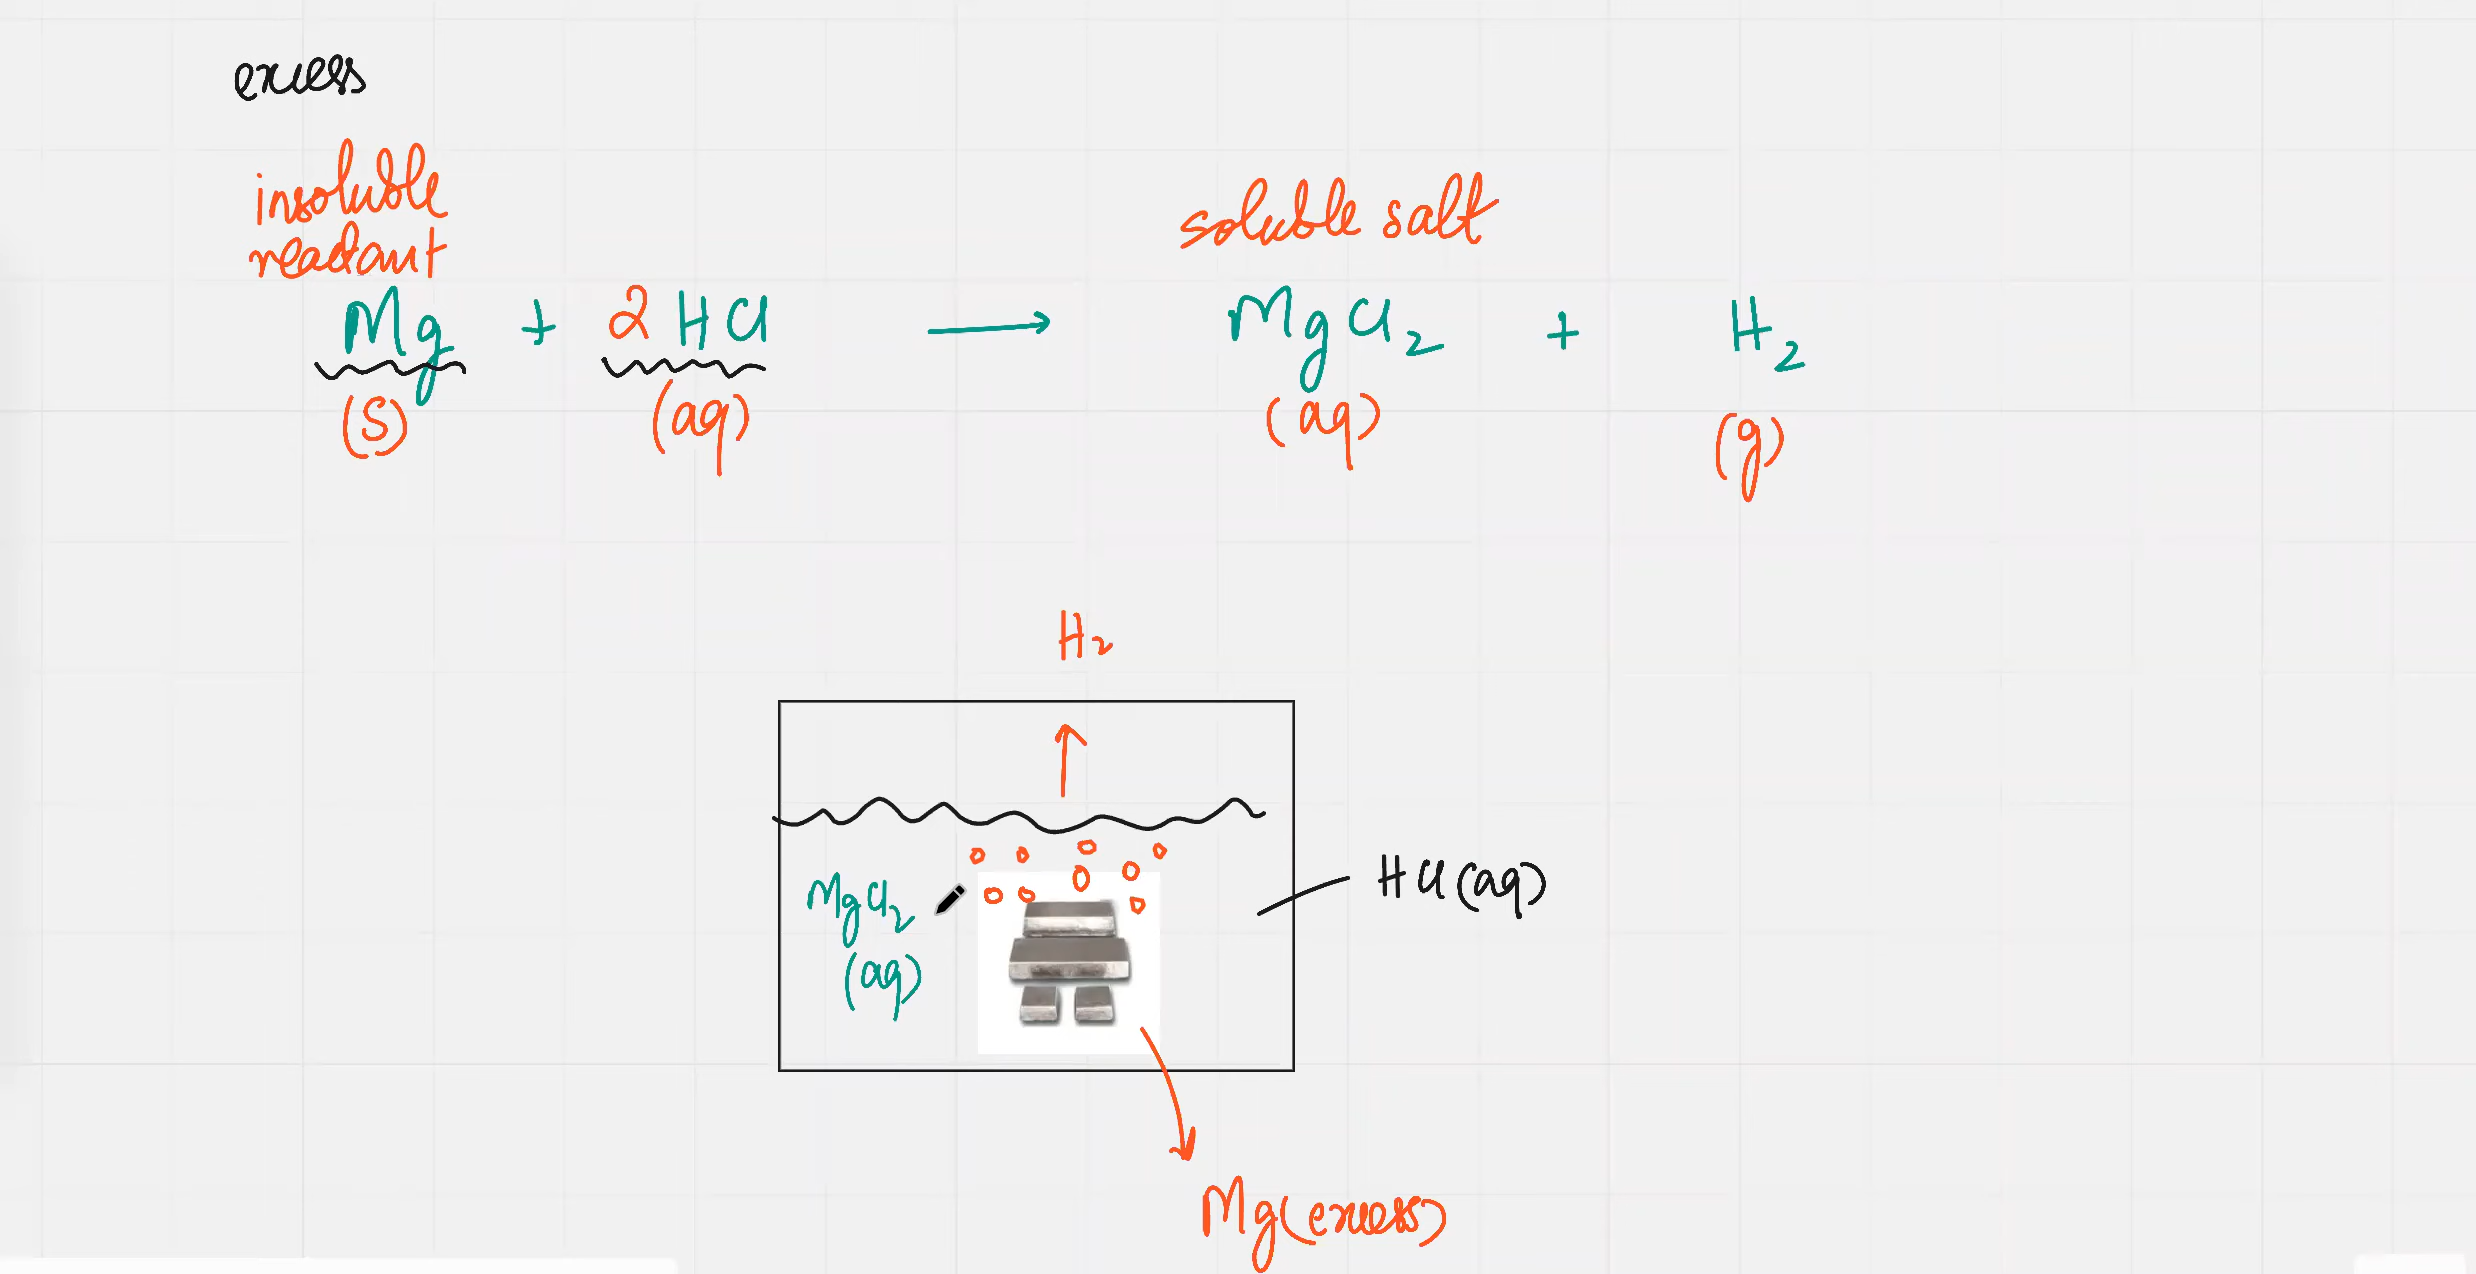 excess
insoluble
reactant
soluble salt
Mg + 2 HCl → MgCl₂ + H₂
(s) (aq) (aq) (g)
H₂
MgCl₂
(aq)
HCl(aq)
Mg(excess)